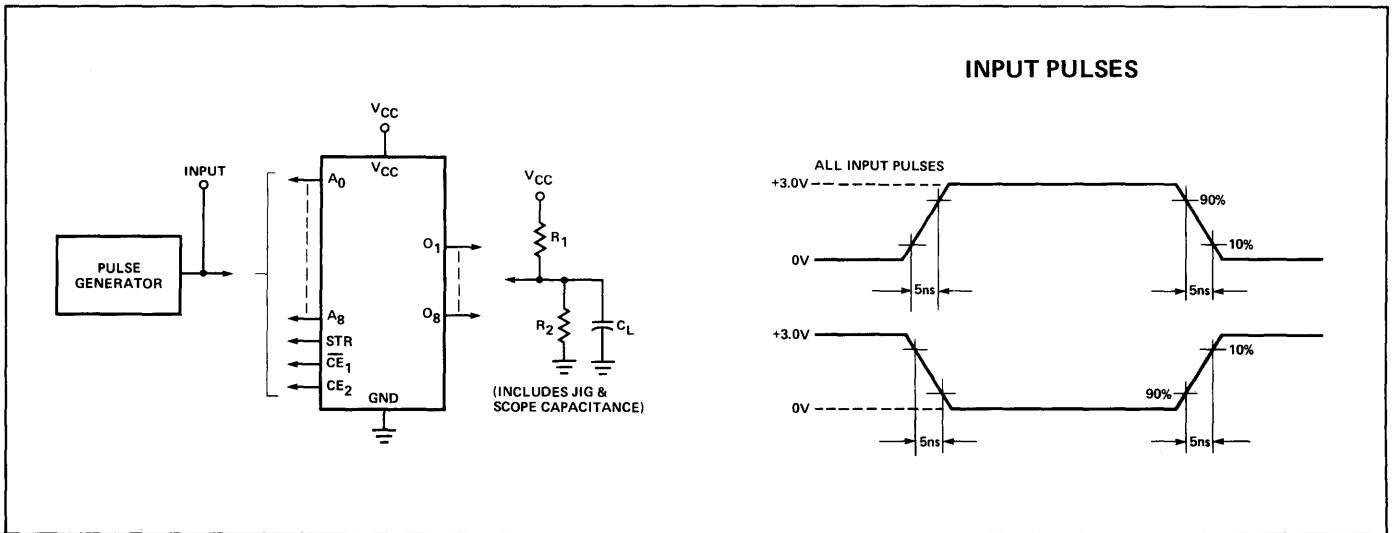 INPUT PULSES
VCC
INPUT
VCC
A0
VCC
O1
R1
PULSE
GENERATOR
A8
O8
R2
CL
STR
CE1
CE2
GND
(INCLUDES JIG &
SCOPE CAPACITANCE)
ALL INPUT PULSES
+3.0V
90%
10%
0V
5ns
5ns
+3.0V
10%
90%
0V
5ns
5ns